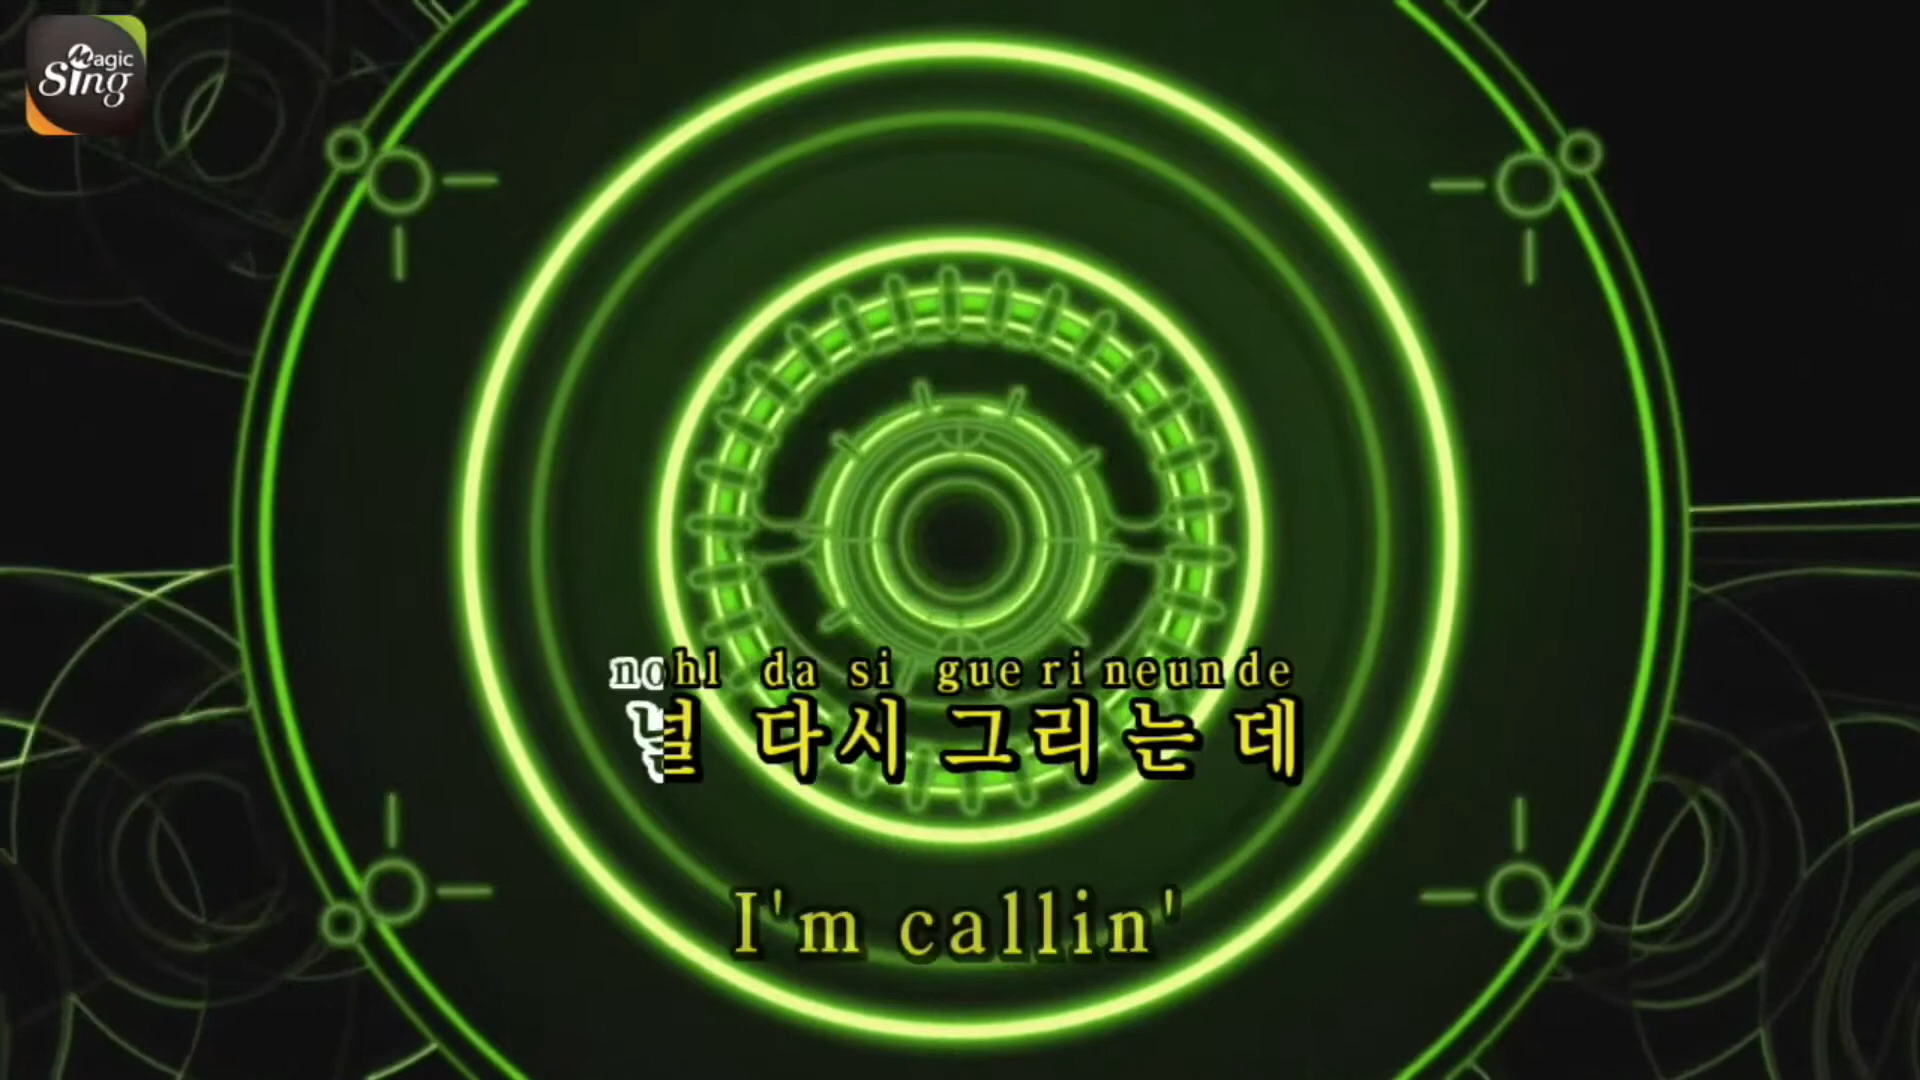 Magic
Sing
nohl da si gue ri neun de
널 다시 그리는 데
I'm callin'